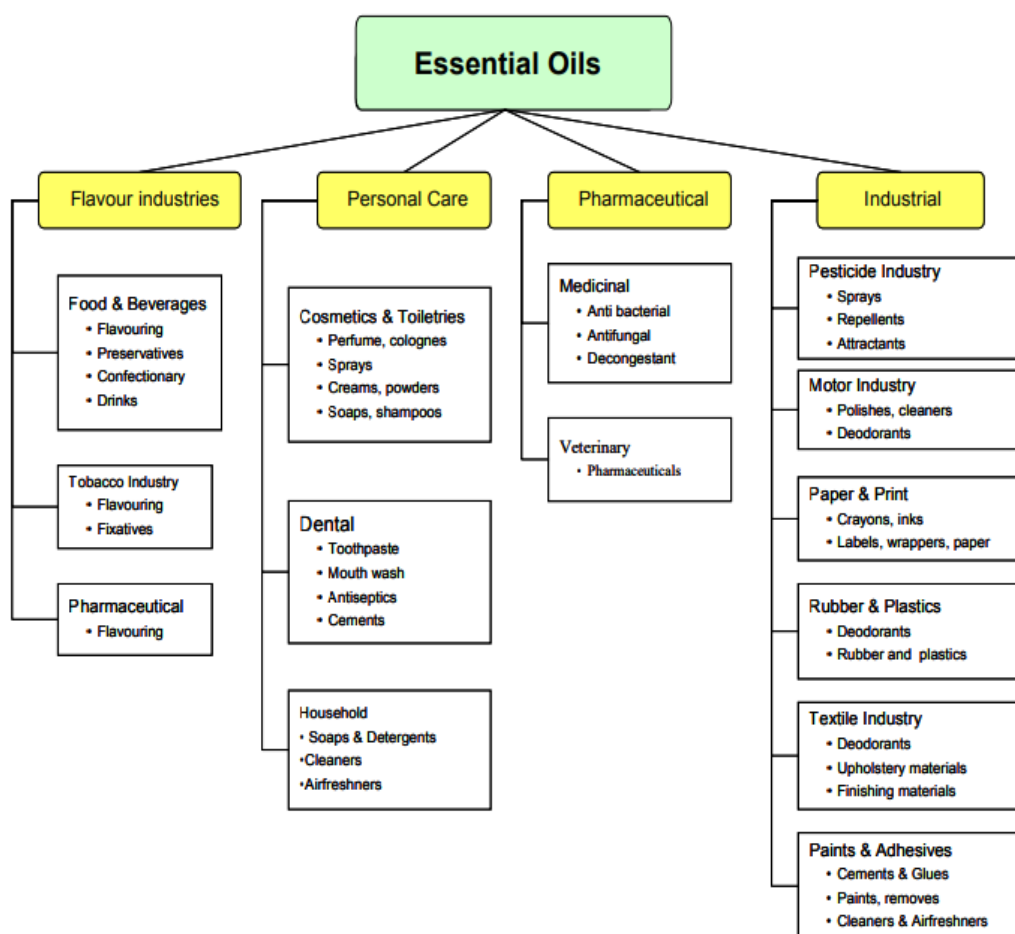 Essential Oils
Flavour industries
Food & Beverages
• Flavouring
• Preservatives
• Confectionary
• Drinks
Tobacco Industry
• Flavouring
• Fixatives
Pharmaceutical
• Flavouring
Personal Care
Cosmetics & Toiletries
• Perfume, colognes
• Sprays
• Creams, powders
• Soaps, shampoos
Dental
• Toothpaste
• Mouth wash
• Antiseptics
• Cements
Household
• Soaps & Detergents
•Cleaners
•Airfreshners
Pharmaceutical
Medicinal
• Anti bacterial
• Antifungal
• Decongestant
Veterinary
• Pharmaceuticals
Industrial
Pesticide Industry
• Sprays
• Repellents
• Attractants
Motor Industry
• Polishes, cleaners
• Deodorants
Paper & Print
• Crayons, inks
• Labels, wrappers, paper
Rubber & Plastics
• Deodorants
• Rubber and plastics
Textile Industry
• Deodorants
• Upholstery materials
• Finishing materials
Paints & Adhesives
• Cements & Glues
• Paints, removes
• Cleaners & Airfreshners